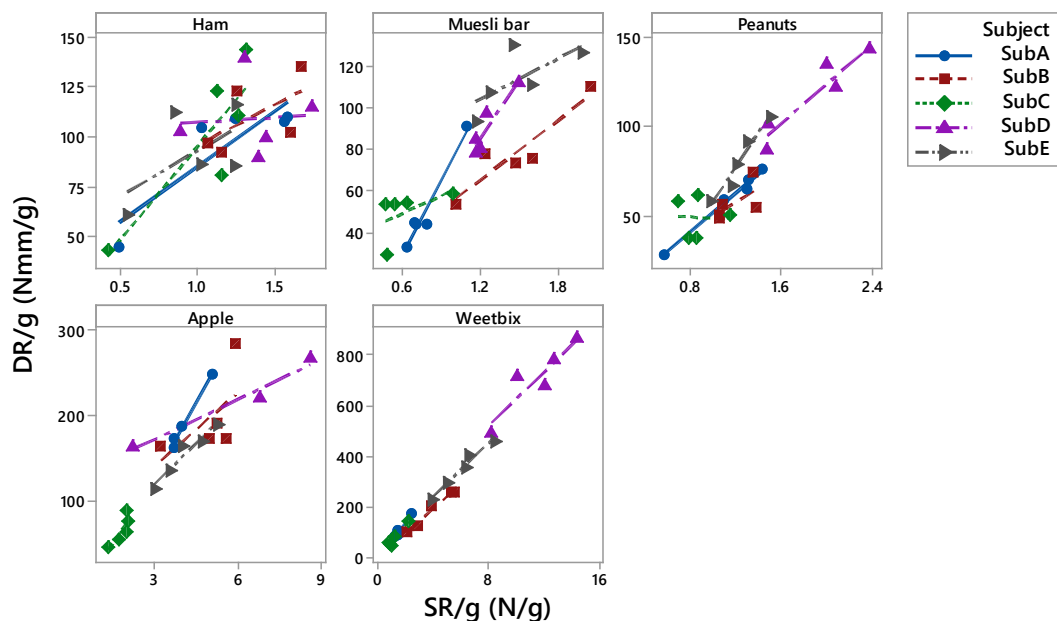 Ham
Muesli bar
Peanuts
Subject
SubA
SubB
SubC
SubD
SubE
150
100
50
0.5
1.0
1.5
120
100
80
60
40
0.6
1.2
1.8
150
100
50
0.8
1.6
2.4
DR/g (Nmm/g)
Apple
Weetbix
300
200
100
3
6
9
800
600
400
200
0
0
8
16
SR/g (N/g)